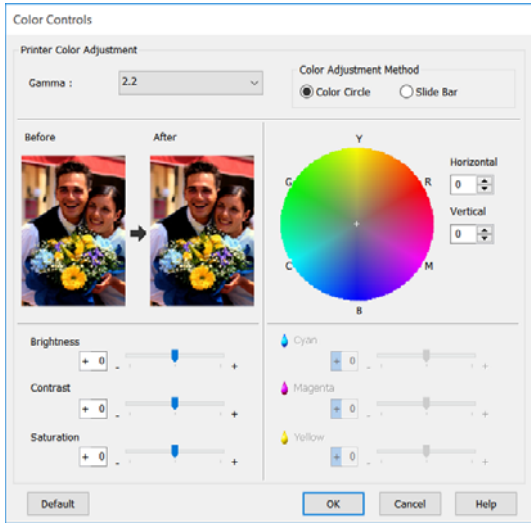 Color Controls
Printer Color Adjustment
Gamma :
2.2
Color Adjustment Method
Color Circle
Slide Bar
Before
After
Y
G
R
C
M
B
Horizontal
0
Vertical
0
Brightness
+ 0
- +
Contrast
+ 0
- +
Saturation
+ 0
- +
Cyan
+ 0
- +
Magenta
+ 0
- +
Yellow
+ 0
- +
Default
OK
Cancel
Help